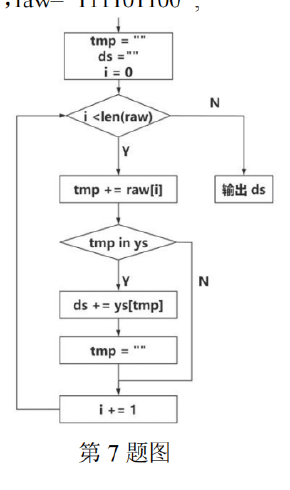 ,raw="111101100",
tmp = ""
ds =""
i = 0
i <len(raw)
N
Y
tmp += raw[i]
输出 ds
tmp in ys
Y
N
ds += ys[tmp]
tmp = ""
i += 1
第 7 题图